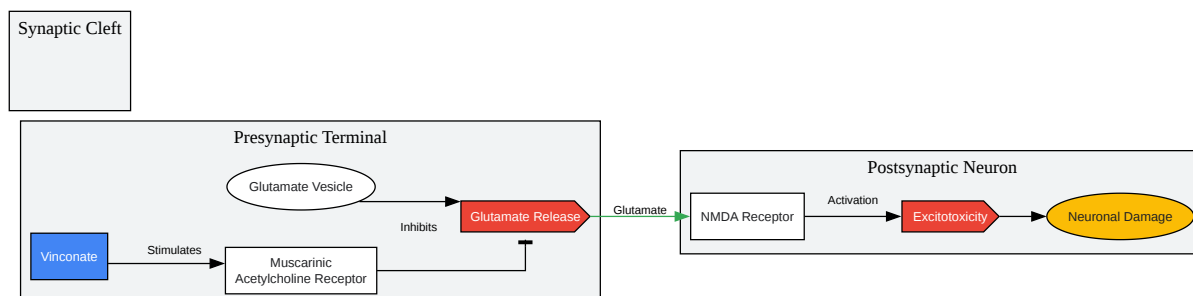 Synaptic Cleft
Presynaptic Terminal
Glutamate Vesicle
Inhibits
Glutamate Release
Vinconate
Stimulates
Muscarinic
Acetylcholine Receptor
Glutamate
Postsynaptic Neuron
NMDA Receptor
Activation
Excitotoxicity
Neuronal Damage